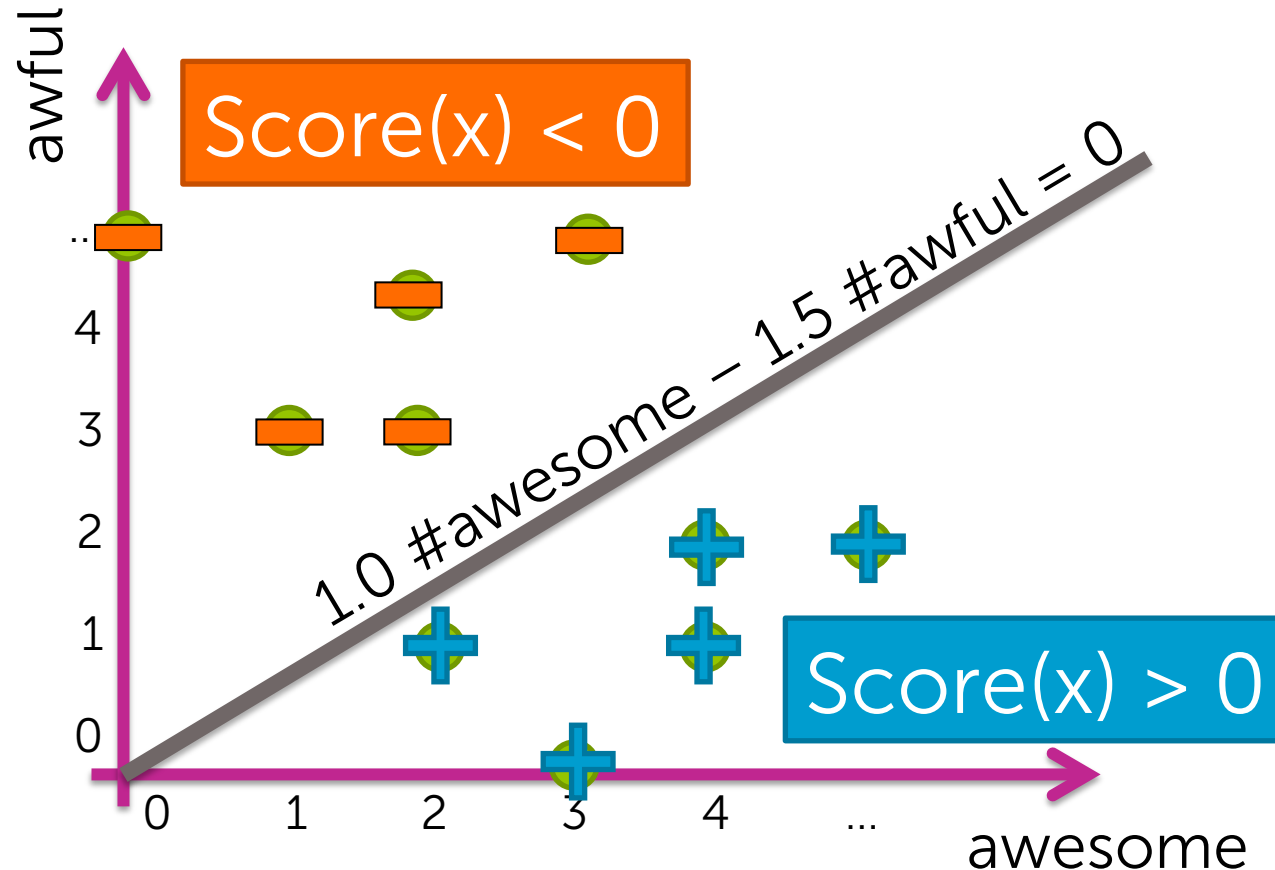 awful
Score(x) < 0
1.0 #awesome – 1.5 #awful = 0
..
4
3
2
1
0
Score(x) > 0
0 1 2 3 4 ...
awesome